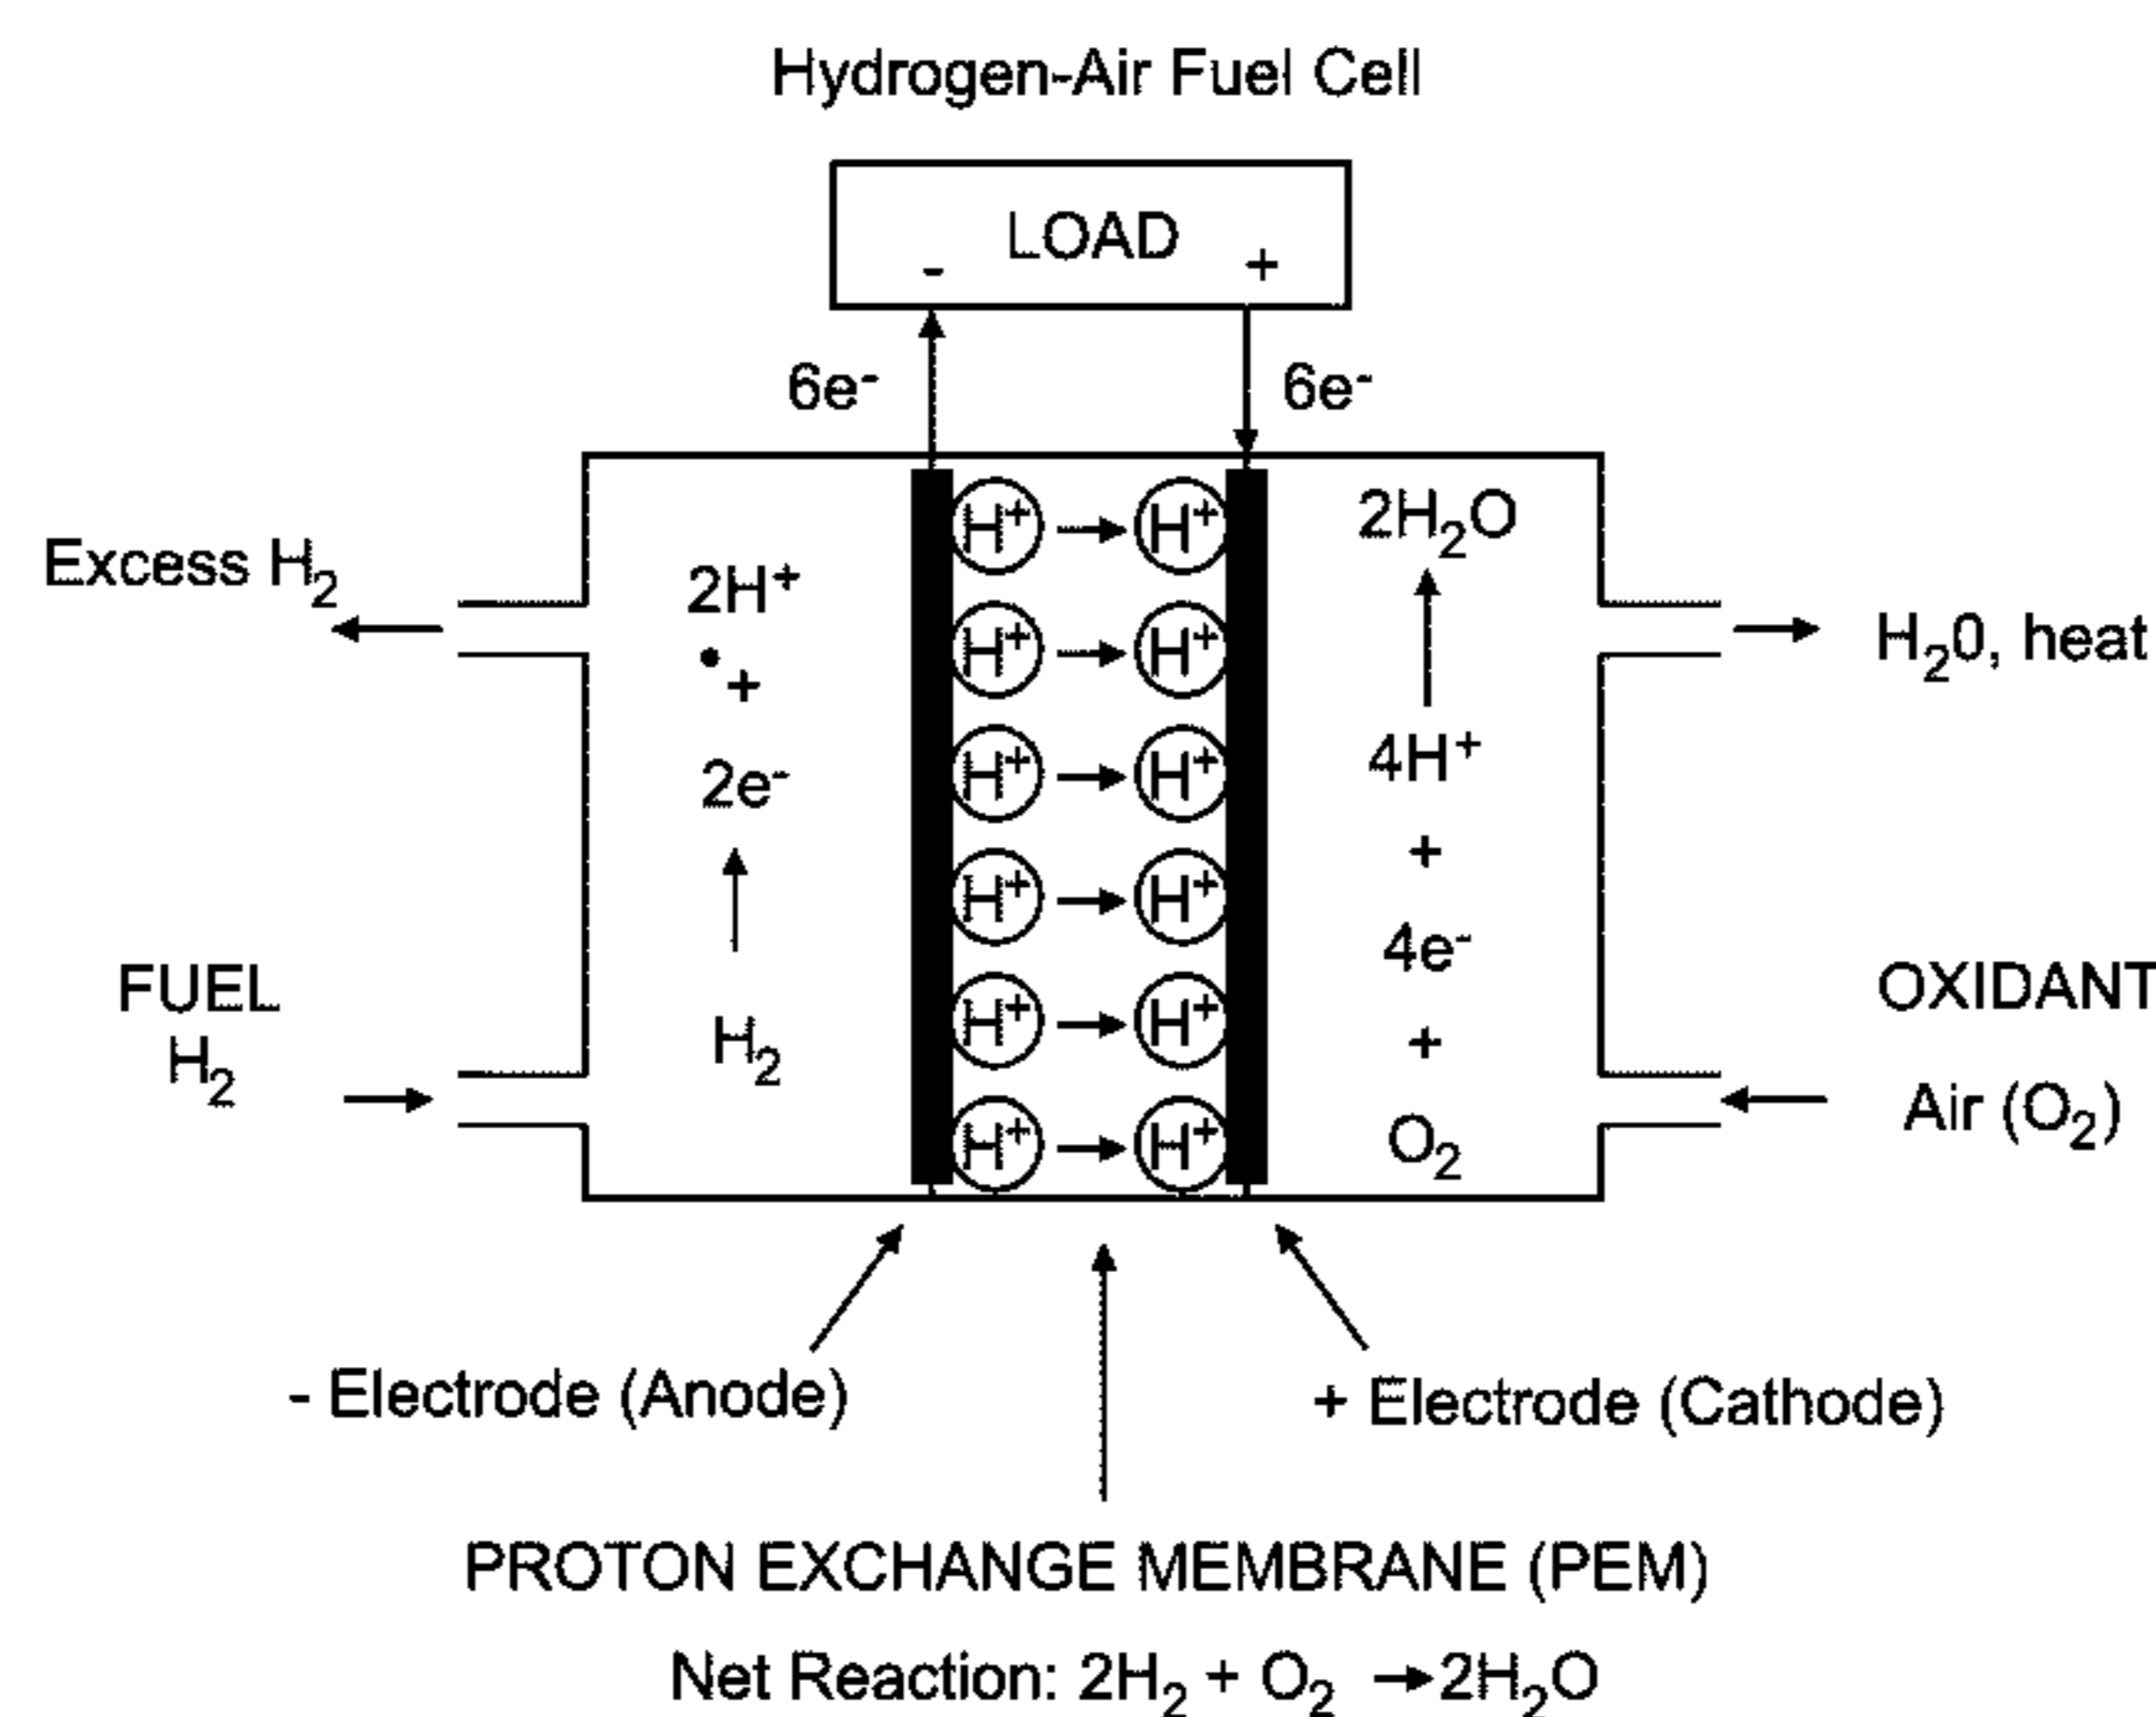 Hydrogen-Air Fuel Cell
LOAD
- +
6e⁻ 6e⁻
Excess H₂
2H⁺
• +
2e⁻
H₂
FUEL
H₂
H⁺ H⁺
H⁺ H⁺
H⁺ H⁺
H⁺ H⁺
H⁺ H⁺
H⁺ H⁺
2H₂O
4H⁺
+
4e⁻
+
O₂
H₂0, heat
OXIDANT
Air (O₂)
- Electrode (Anode)
+ Electrode (Cathode)
PROTON EXCHANGE MEMBRANE (PEM)
Net Reaction: 2H₂ + O₂ → 2H₂O